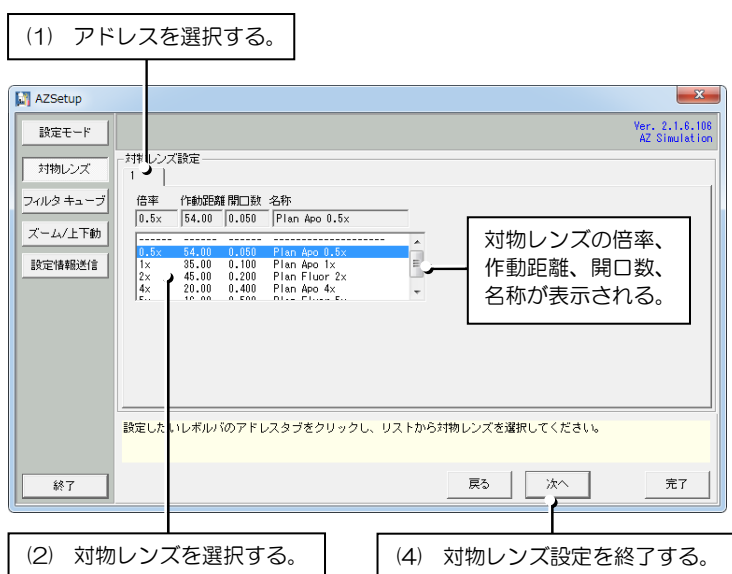 (1) アドレスを選択する。
AZSetup
設定モード
Ver. 2.1.6.106
AZ Simulation
対物レンズ
対物レンズ設定
1
フィルタ キューブ
倍率 作動距離 開口数 名称
0.5x 54.00 0.050 Plan Apo 0.5x
ズーム/上下動
------ ------ ------ --------------------
0.5x 54.00 0.050 Plan Apo 0.5x
設定情報送信
1x 35.00 0.100 Plan Apo 1x
2x 45.00 0.200 Plan Fluor 2x
4x 20.00 0.400 Plan Apo 4x
対物レンズの倍率、
作動距離、開口数、
名称が表示される。
設定したいレボルバのアドレスタブをクリックし、リストから対物レンズを選択してください。
終了
戻る
次へ
完了
(2) 対物レンズを選択する。
(4) 対物レンズ設定を終了する。